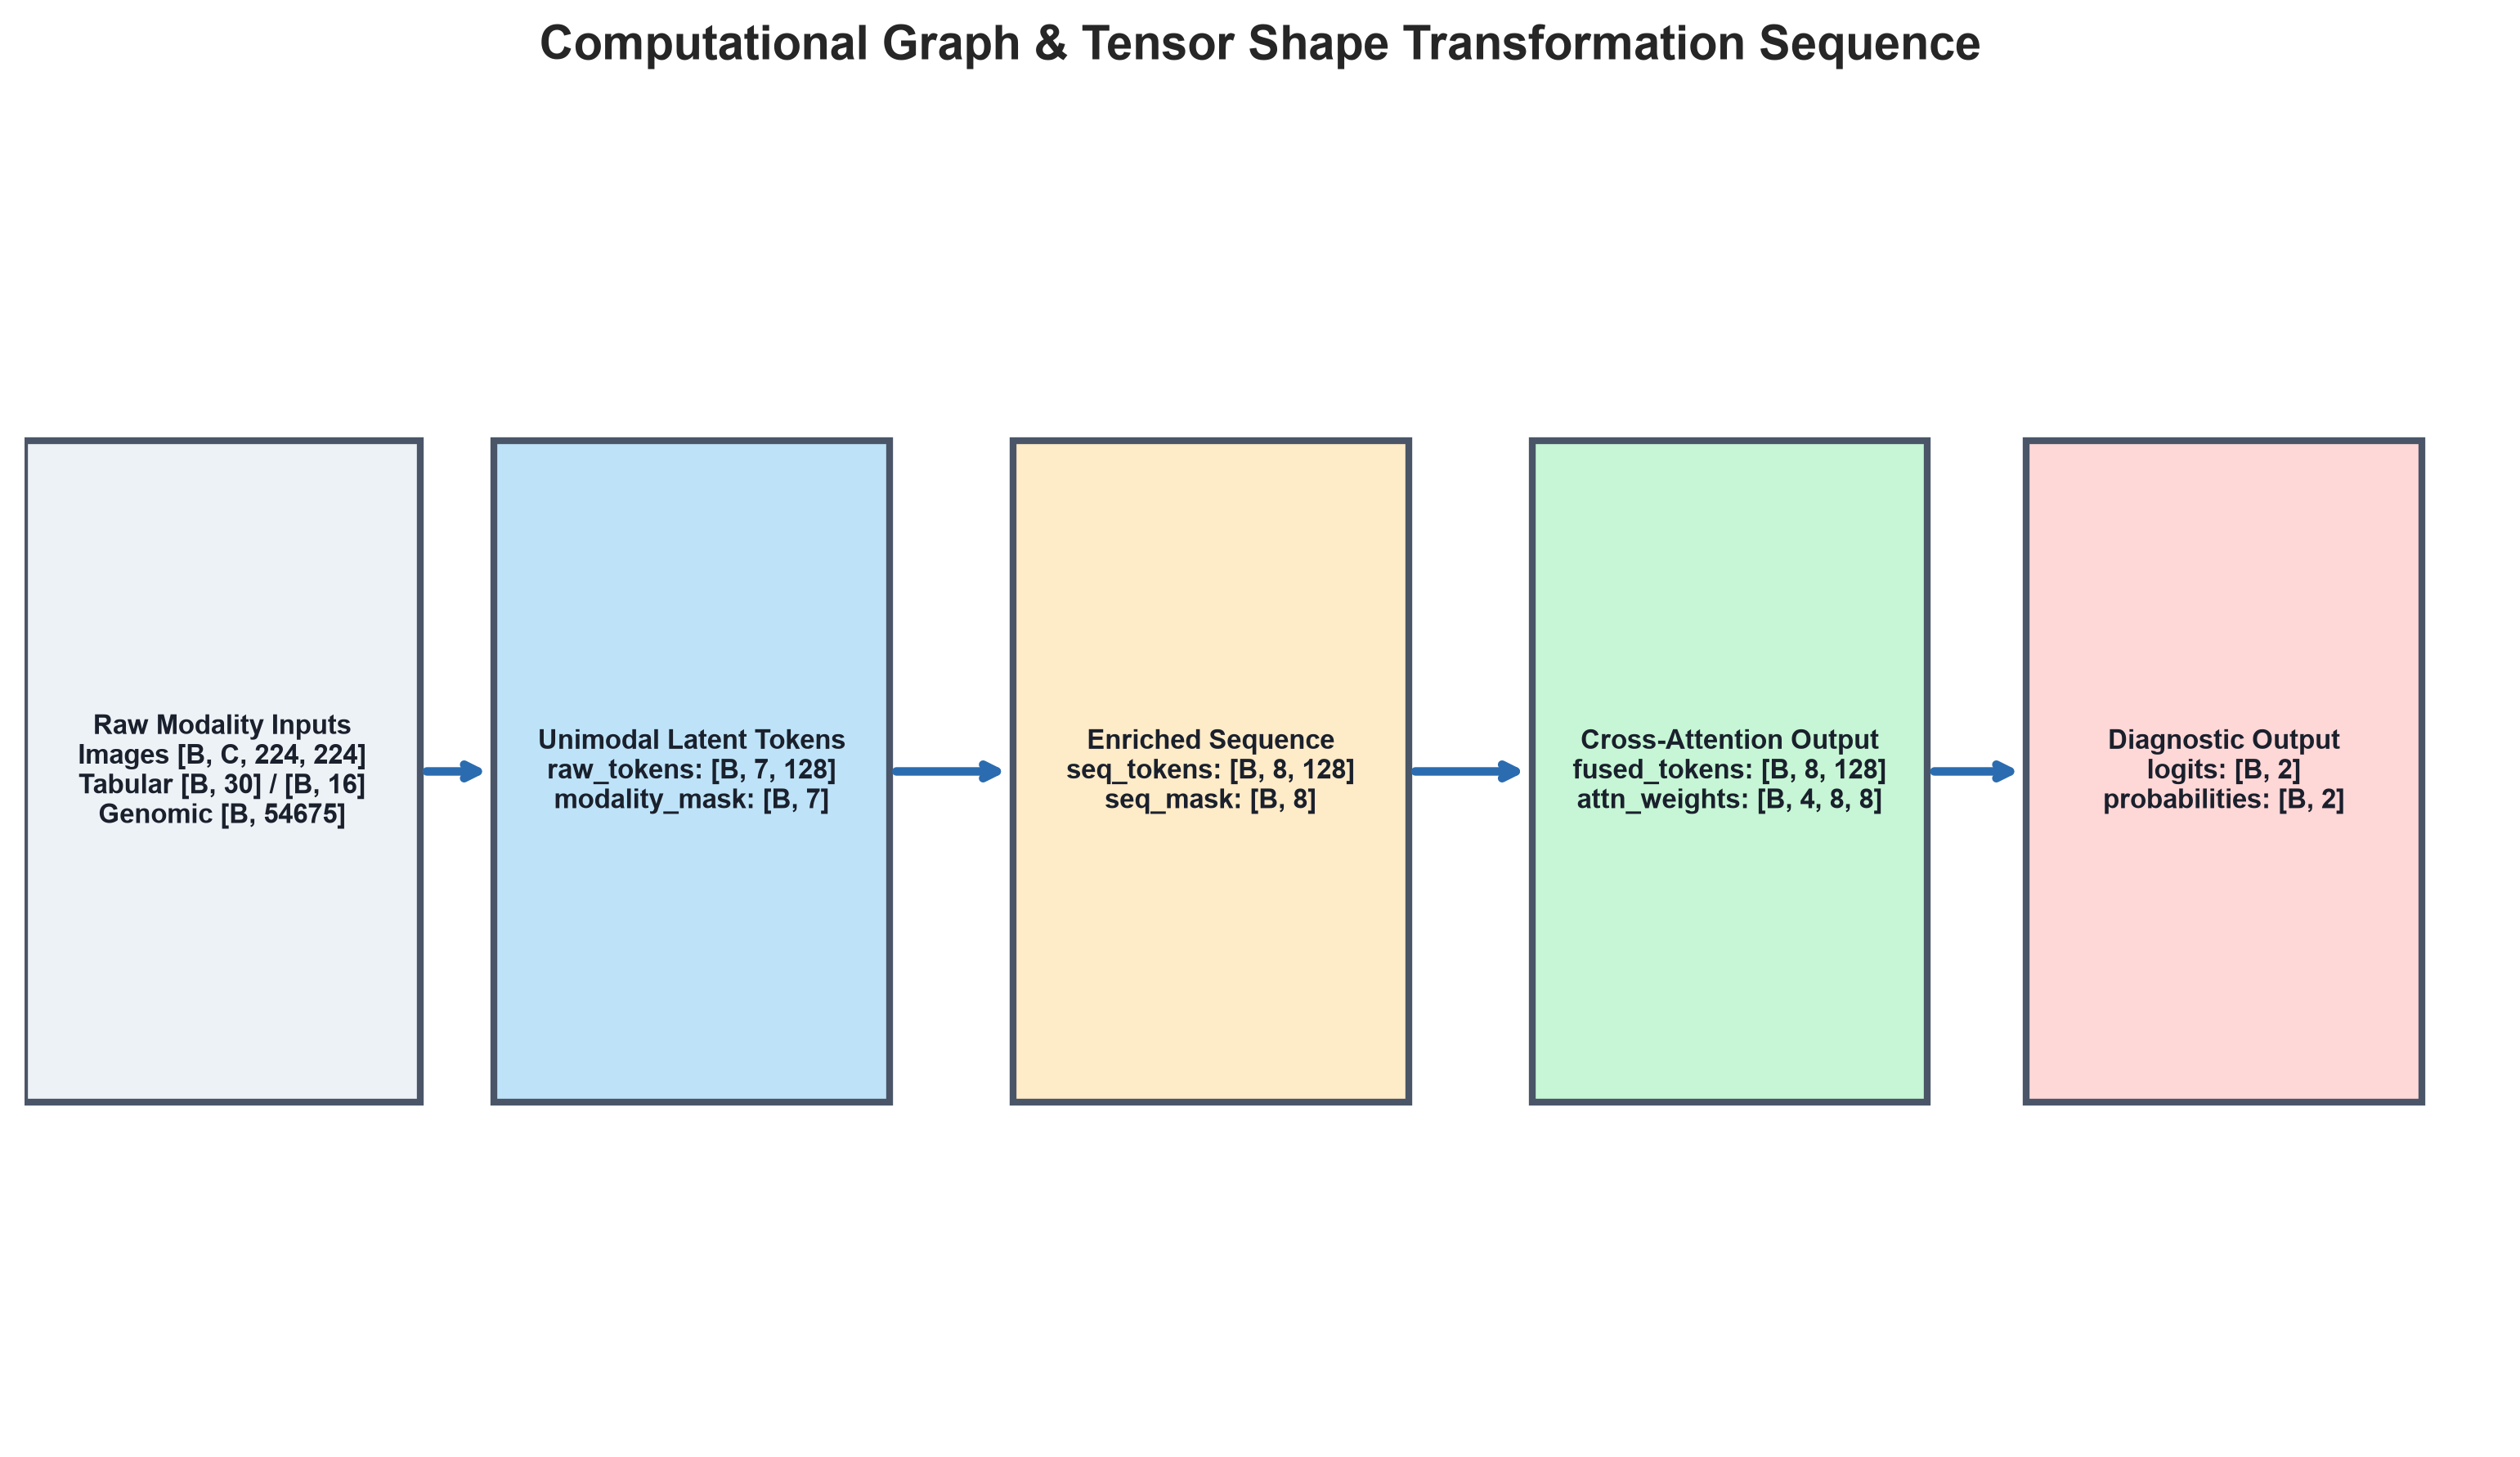 Computational Graph & Tensor Shape Transformation Sequence
Raw Modality Inputs
Images [B, C, 224, 224]
Tabular [B, 30] / [B, 16]
Genomic [B, 54675]
Unimodal Latent Tokens
raw_tokens: [B, 7, 128]
modality_mask: [B, 7]
Enriched Sequence
seq_tokens: [B, 8, 128]
seq_mask: [B, 8]
Cross-Attention Output
fused_tokens: [B, 8, 128]
attn_weights: [B, 4, 8, 8]
Diagnostic Output
logits: [B, 2]
probabilities: [B, 2]